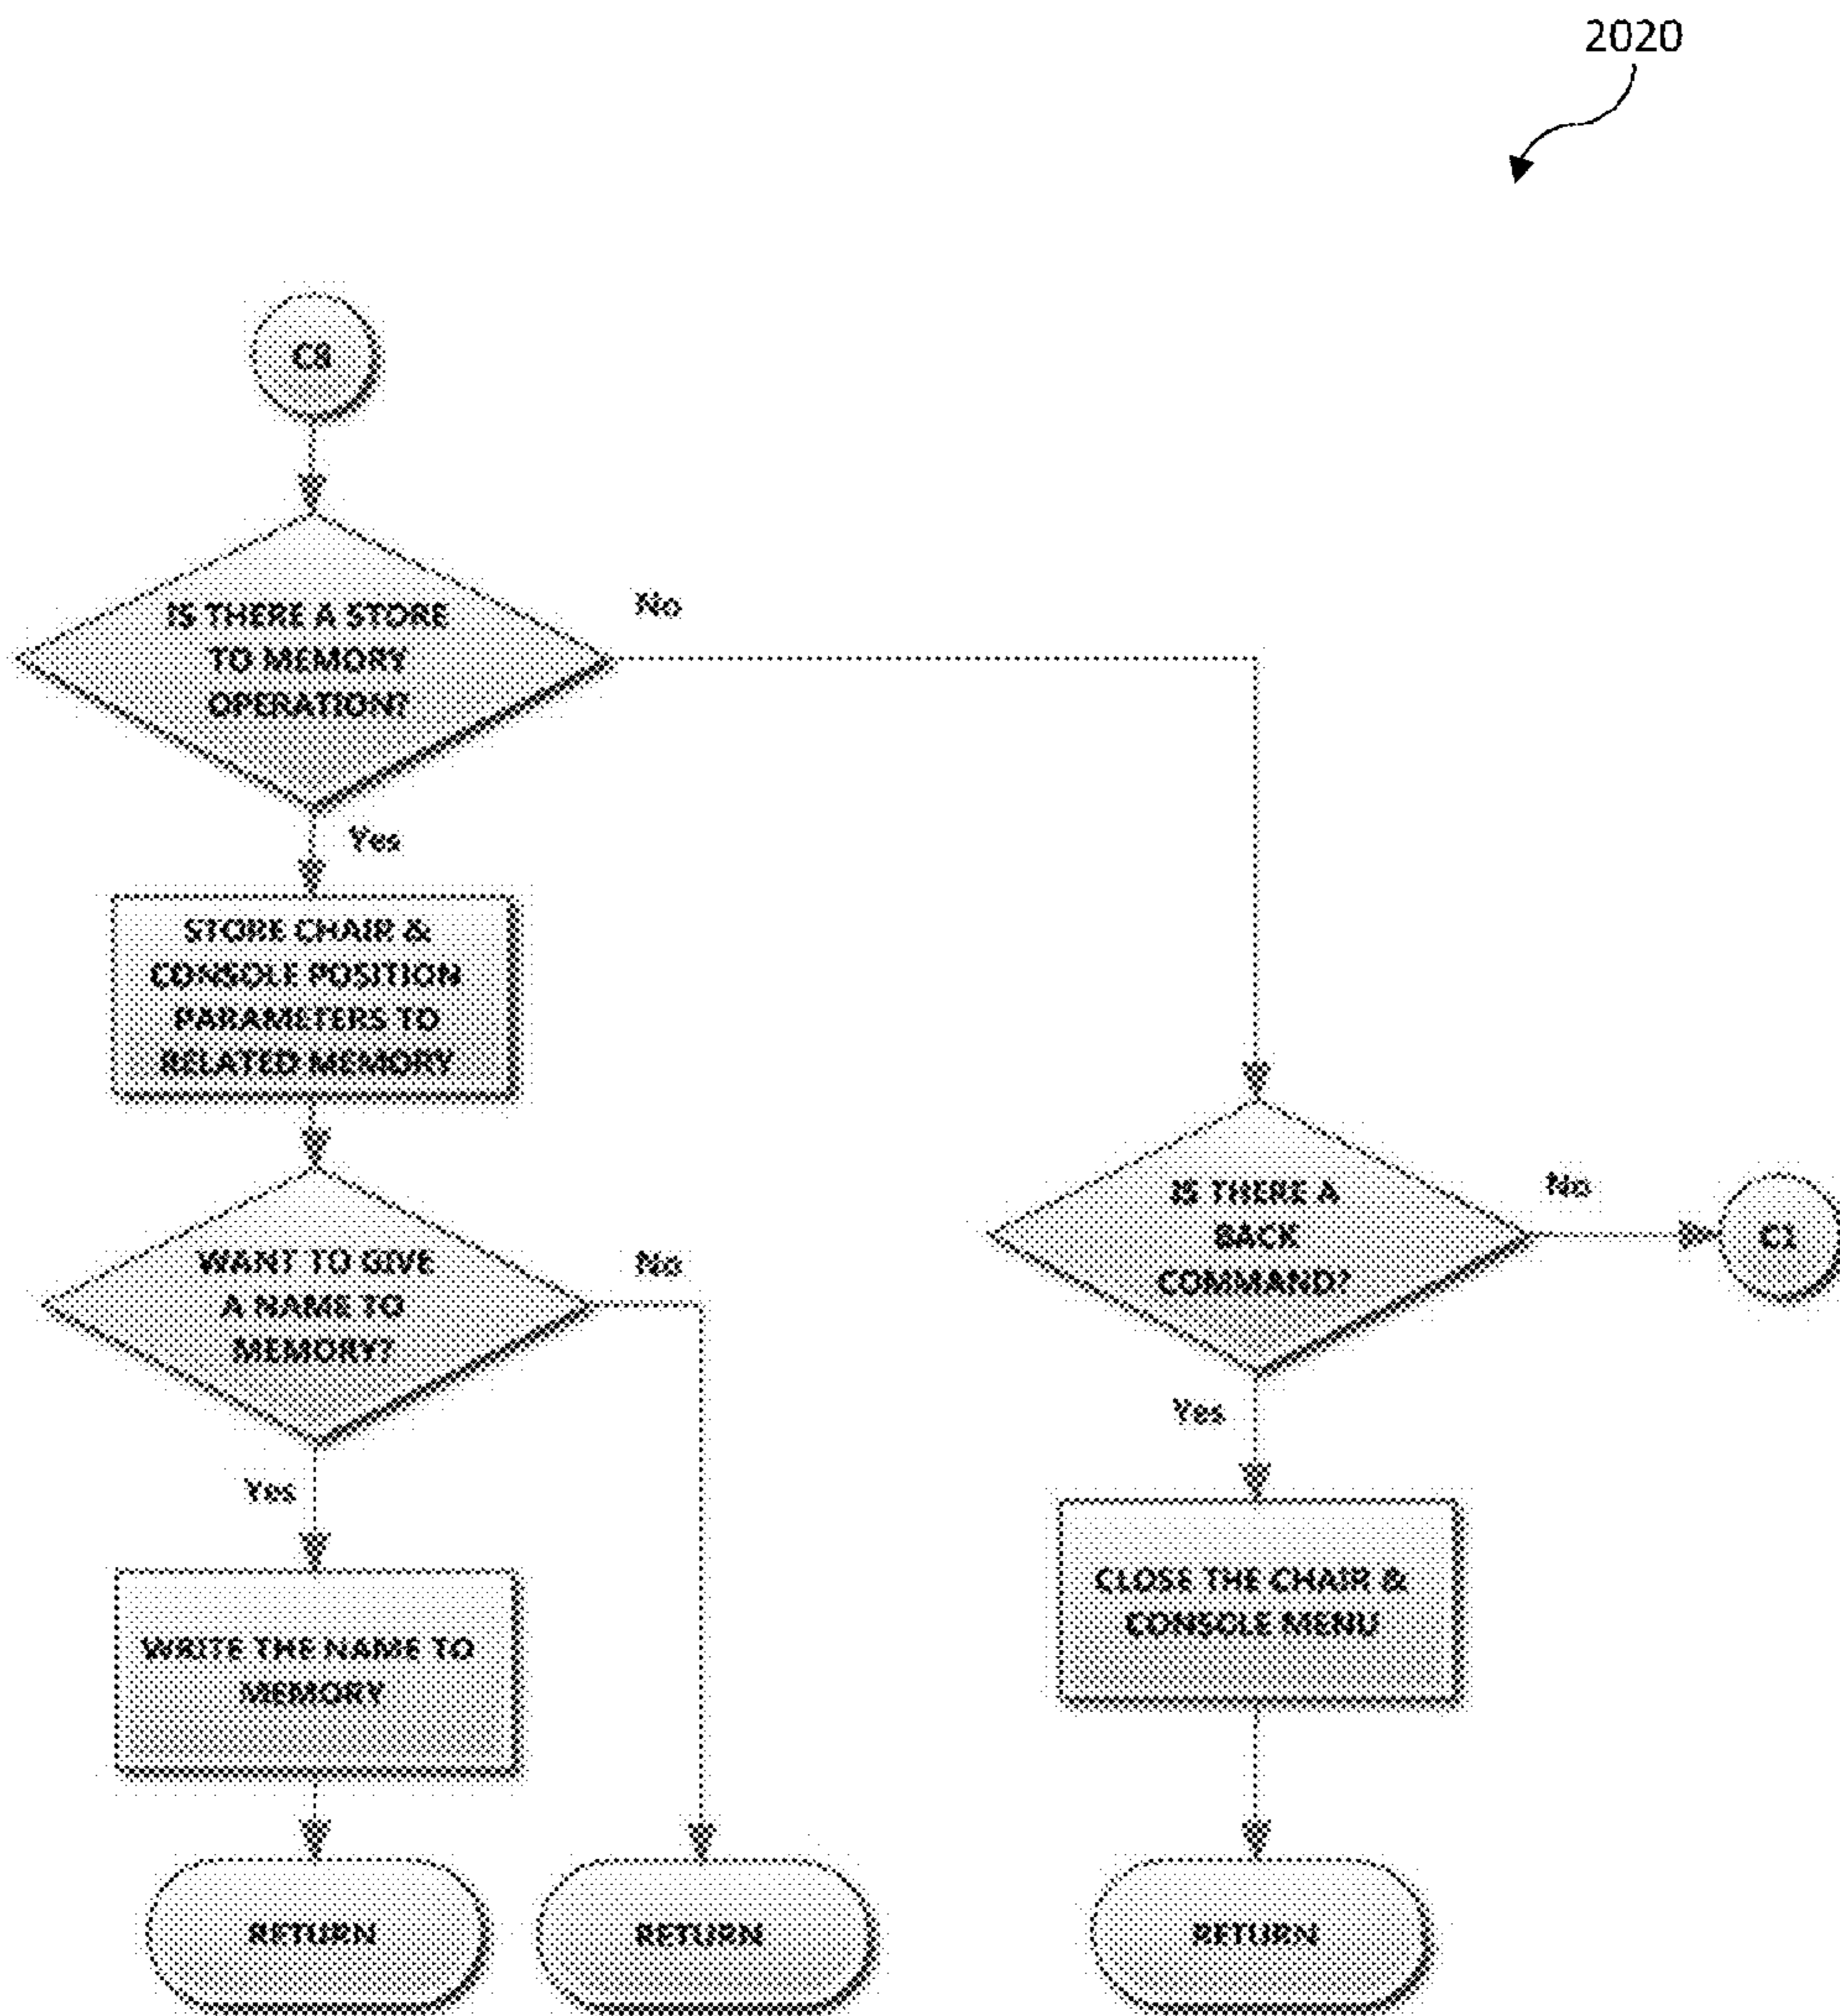 2020
C8
IS THERE A STORE
TO MEMORY
OPERATION?
No
Yes
STORE CHAIR &
CONSOLE POSITION
PARAMETERS TO
RELATED MEMORY
WANT TO GIVE
A NAME TO
MEMORY?
No
Yes
WRITE THE NAME TO
MEMORY
RETURN
RETURN
IS THERE A
BACK
COMMAND?
No
C1
Yes
CLOSE THE CHAIR &
CONSOLE MENU
RETURN